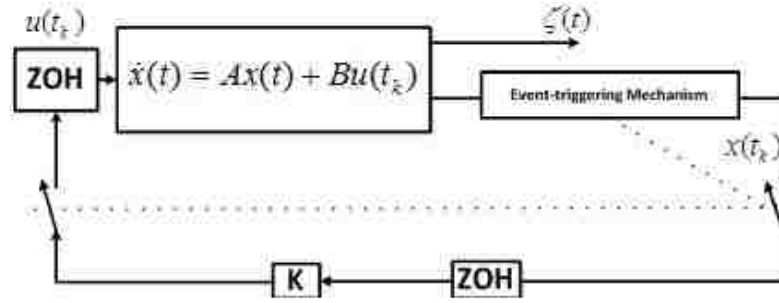 u(t_k)
ζ(t)
ZOH
ẋ(t) = Ax(t) + Bu(t_k)
Event-triggering Mechanism
x(t_k)
K
ZOH